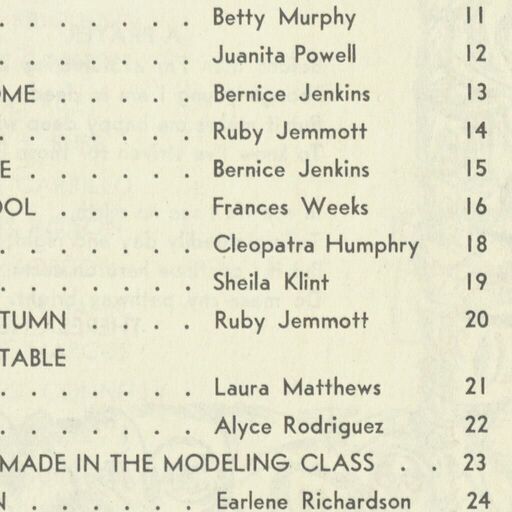 . . . . . . Betty Murphy 11
. . . . . . Juanita Powell 12
OME . . . . Bernice Jenkins 13
. . . . . . Ruby Jemmott 14
E . . . . . . Bernice Jenkins 15
OOL . . . . . Frances Weeks 16
. . . . . . Cleopatra Humphry 18
. . . . . . . Sheila Klint 19
TUMN . . . . Ruby Jemmott 20
TABLE
. . . . . . . Laura Matthews 21
. . . . . . . Alyce Rodriguez 22
MADE IN THE MODELING CLASS . . 23
N . . . . . . Earlene Richardson 24